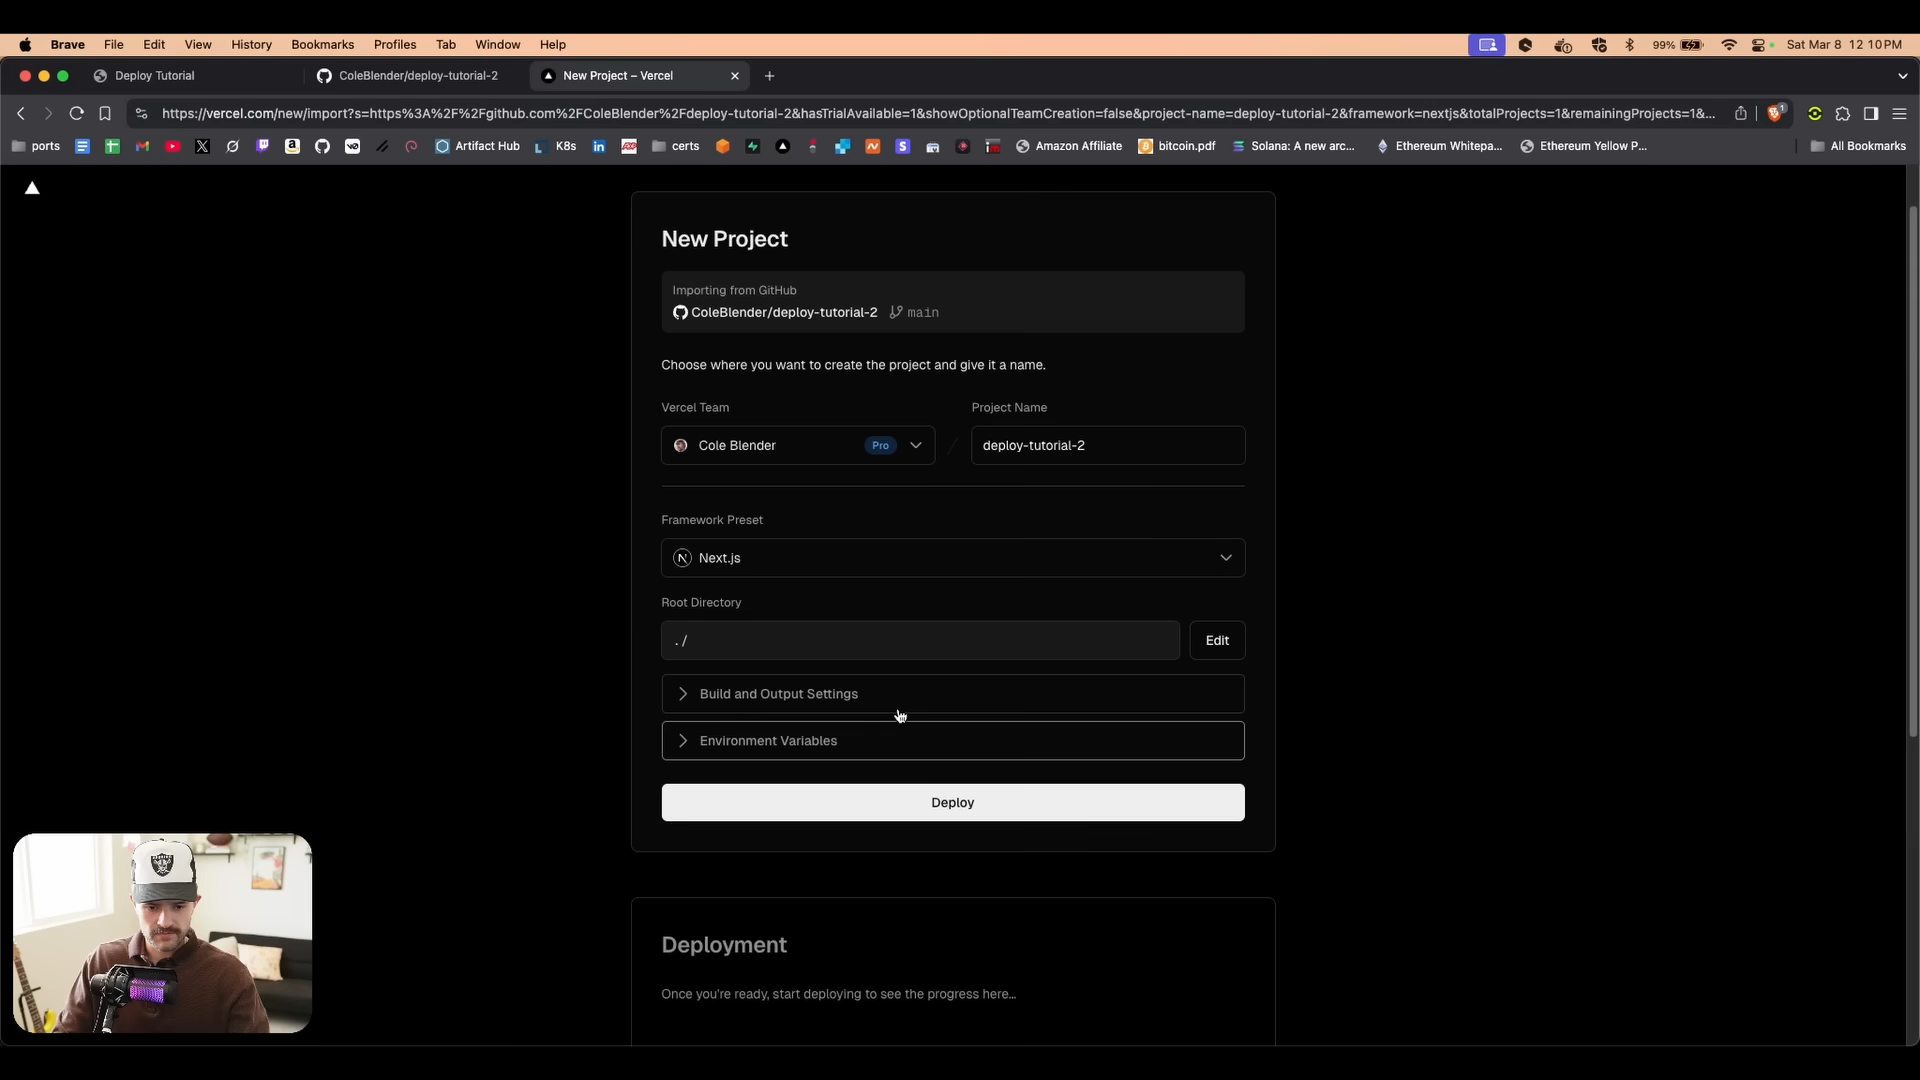 Brave File Edit View History Bookmarks Profiles Tab Window Help 99% Sat Mar 8 12 10 PM
Deploy Tutorial ColeBlender/deploy-tutorial-2 New Project – Vercel
https://vercel.com/new/import?s=https%3A%2F%2Fgithub.com%2FColeBlender%2Fdeploy-tutorial-2&hasTrialAvailable=1&showOptionalTeamCreation=false&project-name=deploy-tutorial-2&framework=nextjs&totalProjects=1&remainingProjects=1&... 1
ports Artifact Hub K8s certs Amazon Affiliate bitcoin.pdf Solana: A new arc... Ethereum Whitepa... Ethereum Yellow P... All Bookmarks
New Project
Importing from GitHub
ColeBlender/deploy-tutorial-2 main
Choose where you want to create the project and give it a name.
Vercel Team Project Name
Cole Blender Pro / deploy-tutorial-2
Framework Preset
Next.js
Root Directory
./ Edit
Build and Output Settings
Environment Variables
Deploy
Deployment
Once you're ready, start deploying to see the progress here...